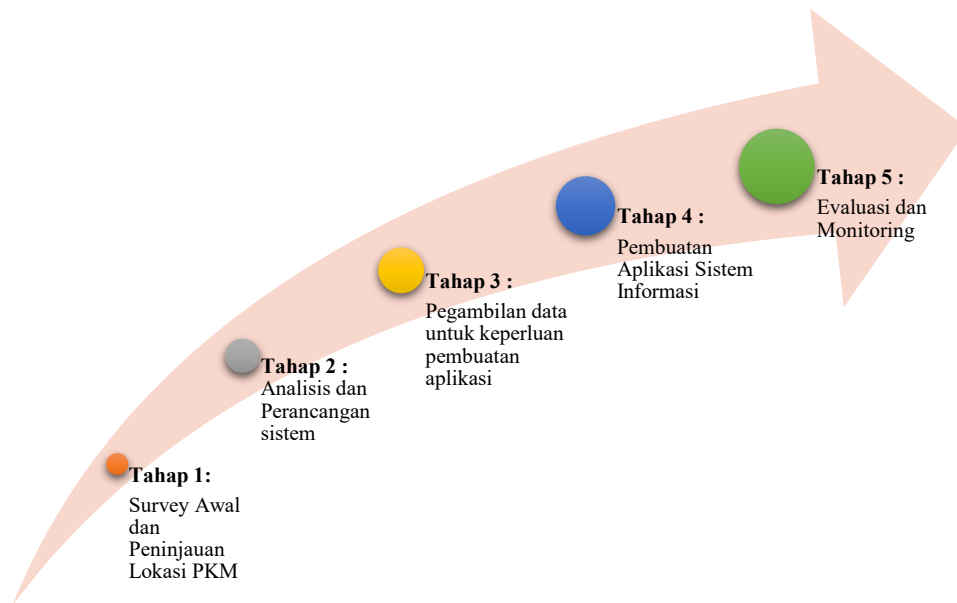 Tahap 1:
Survey Awal
dan
Peninjauan
Lokasi PKM
Tahap 2 :
Analisis dan
Perancangan
sistem
Tahap 3 :
Pegambilan data
untuk keperluan
pembuatan
aplikasi
Tahap 4 :
Pembuatan
Aplikasi Sistem
Informasi
Tahap 5 :
Evaluasi dan
Monitoring